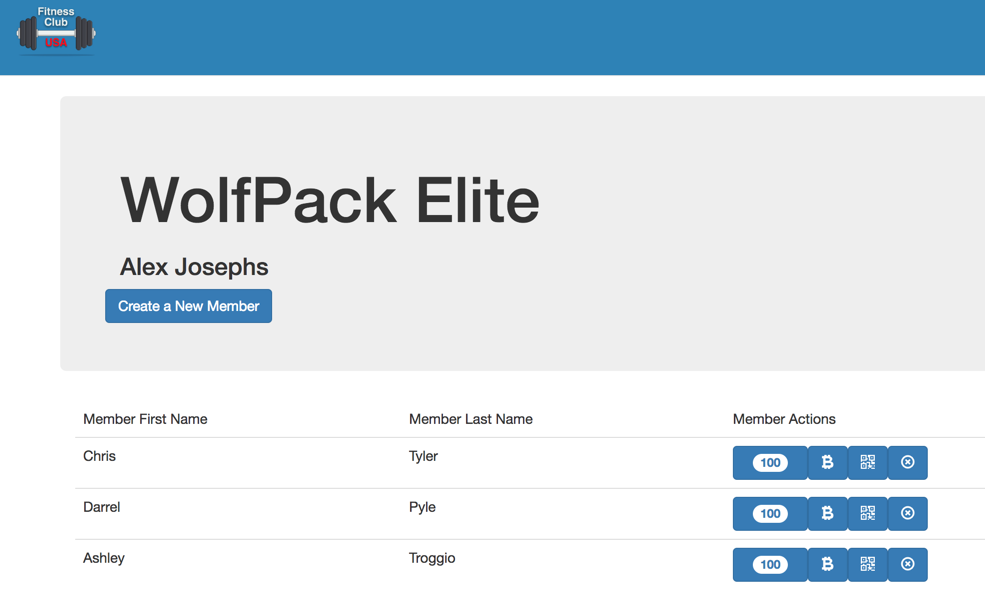 Fitness
Club
USA
WolfPack Elite
Alex Josephs
Create a New Member
Member First Name Member Last Name Member Actions
Chris Tyler 100
Darrel Pyle 100
Ashley Troggio 100